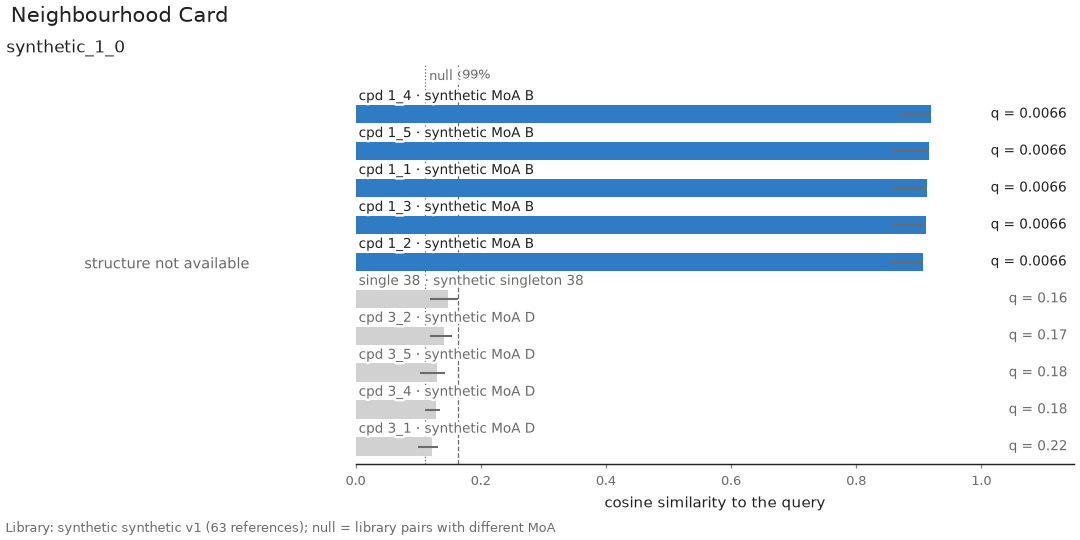 Neighbourhood Card
synthetic_1_0
null 99%
cpd 1_4 · synthetic MoA B
q = 0.0066
cpd 1_5 · synthetic MoA B
q = 0.0066
cpd 1_1 · synthetic MoA B
q = 0.0066
cpd 1_3 · synthetic MoA B
q = 0.0066
cpd 1_2 · synthetic MoA B
q = 0.0066
structure not available
single 38 · synthetic singleton 38
q = 0.16
cpd 3_2 · synthetic MoA D
q = 0.17
cpd 3_5 · synthetic MoA D
q = 0.18
cpd 3_4 · synthetic MoA D
q = 0.18
cpd 3_1 · synthetic MoA D
q = 0.22
0.0 0.2 0.4 0.6 0.8 1.0
cosine similarity to the query
Library: synthetic synthetic v1 (63 references); null = library pairs with different MoA